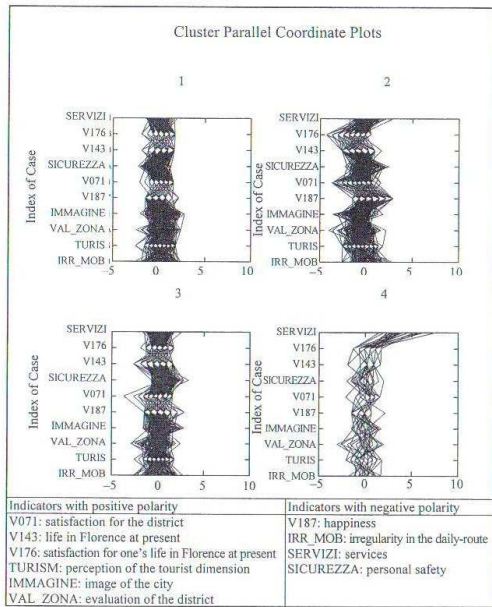 Cluster Parallel Coordinate Plots
1
2
Index of Case
SERVIZI
V176
V143
SICUREZZA
V071
V187
IMMAGINE
VAL_ZONA
TURIS
IRR_MOB
-5 0 5 10
Index of Case
SERVIZI
V176
V143
SICUREZZA
V071
V187
IMMAGINE
VAL_ZONA
TURIS
IRR_MOB
-5 0 5 10
3
4
Index of Case
SERVIZI
V176
V143
SICUREZZA
V071
V187
IMMAGINE
VAL_ZONA
TURIS
IRR_MOB
-5 0 5 10
Index of Case
SERVIZI
V176
V143
SICUREZZA
V071
V187
IMMAGINE
VAL_ZONA
TURIS
IRR_MOB
-5 0 5 10
Indicators with positive polarity
V071: satisfaction for the district
V143: life in Florence at present
V176: satisfaction for one's life in Florence at present
TURISM: perception of the tourist dimension
IMMAGINE: image of the city
VAL_ZONA: evaluation of the district
Indicators with negative polarity
V187: happiness
IRR_MOB: irregularity in the daily-route
SERVIZI: services
SICUREZZA: personal safety